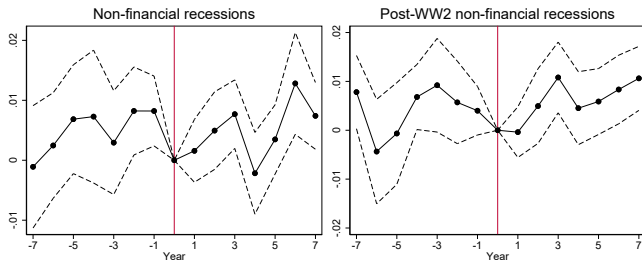 Non-financial recessions
.02
.01
0
-.01
-7 -5 -3 -1 1 3 5 7
Year
Post-WW2 non-financial recessions
.02
.01
0
-.01
-.02
-7 -5 -3 -1 1 3 5 7
Year